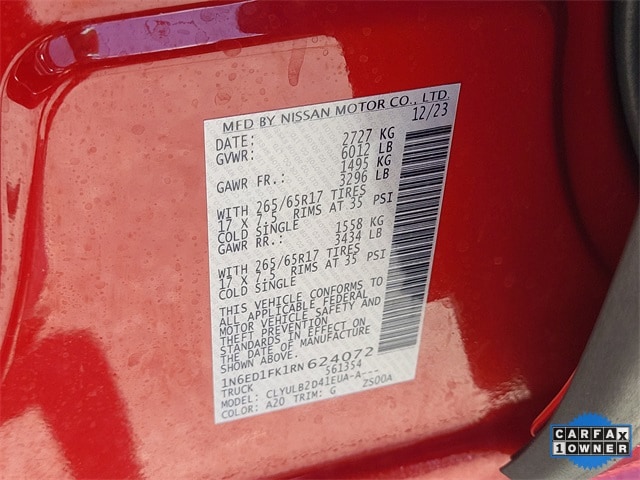 MFD BY NISSAN MOTOR CO., LTD.
DATE: 12/23
GVWR: 2727 KG
6012 LB
GAWR FR.: 1495 KG
3296 LB
WITH 265/65R17 TIRES
17 X 7.5 RIMS AT 35 PSI
COLD SINGLE
GAWR RR.: 1558 KG
3434 LB
WITH 265/65R17 TIRES
17 X 7.5 RIMS AT 35 PSI
COLD SINGLE
THIS VEHICLE CONFORMS TO
ALL APPLICABLE FEDERAL
MOTOR VEHICLE SAFETY AND
THEFT PREVENTION
STANDARDS IN EFFECT ON
THE DATE OF MANUFACTURE
SHOWN ABOVE.
1N6ED1FK1RN624072
TRUCK 561354
MODEL: CLYULB2D41EUA-A---
COLOR: A20 TRIM: G ZS00A
CARFAX
1 OWNER